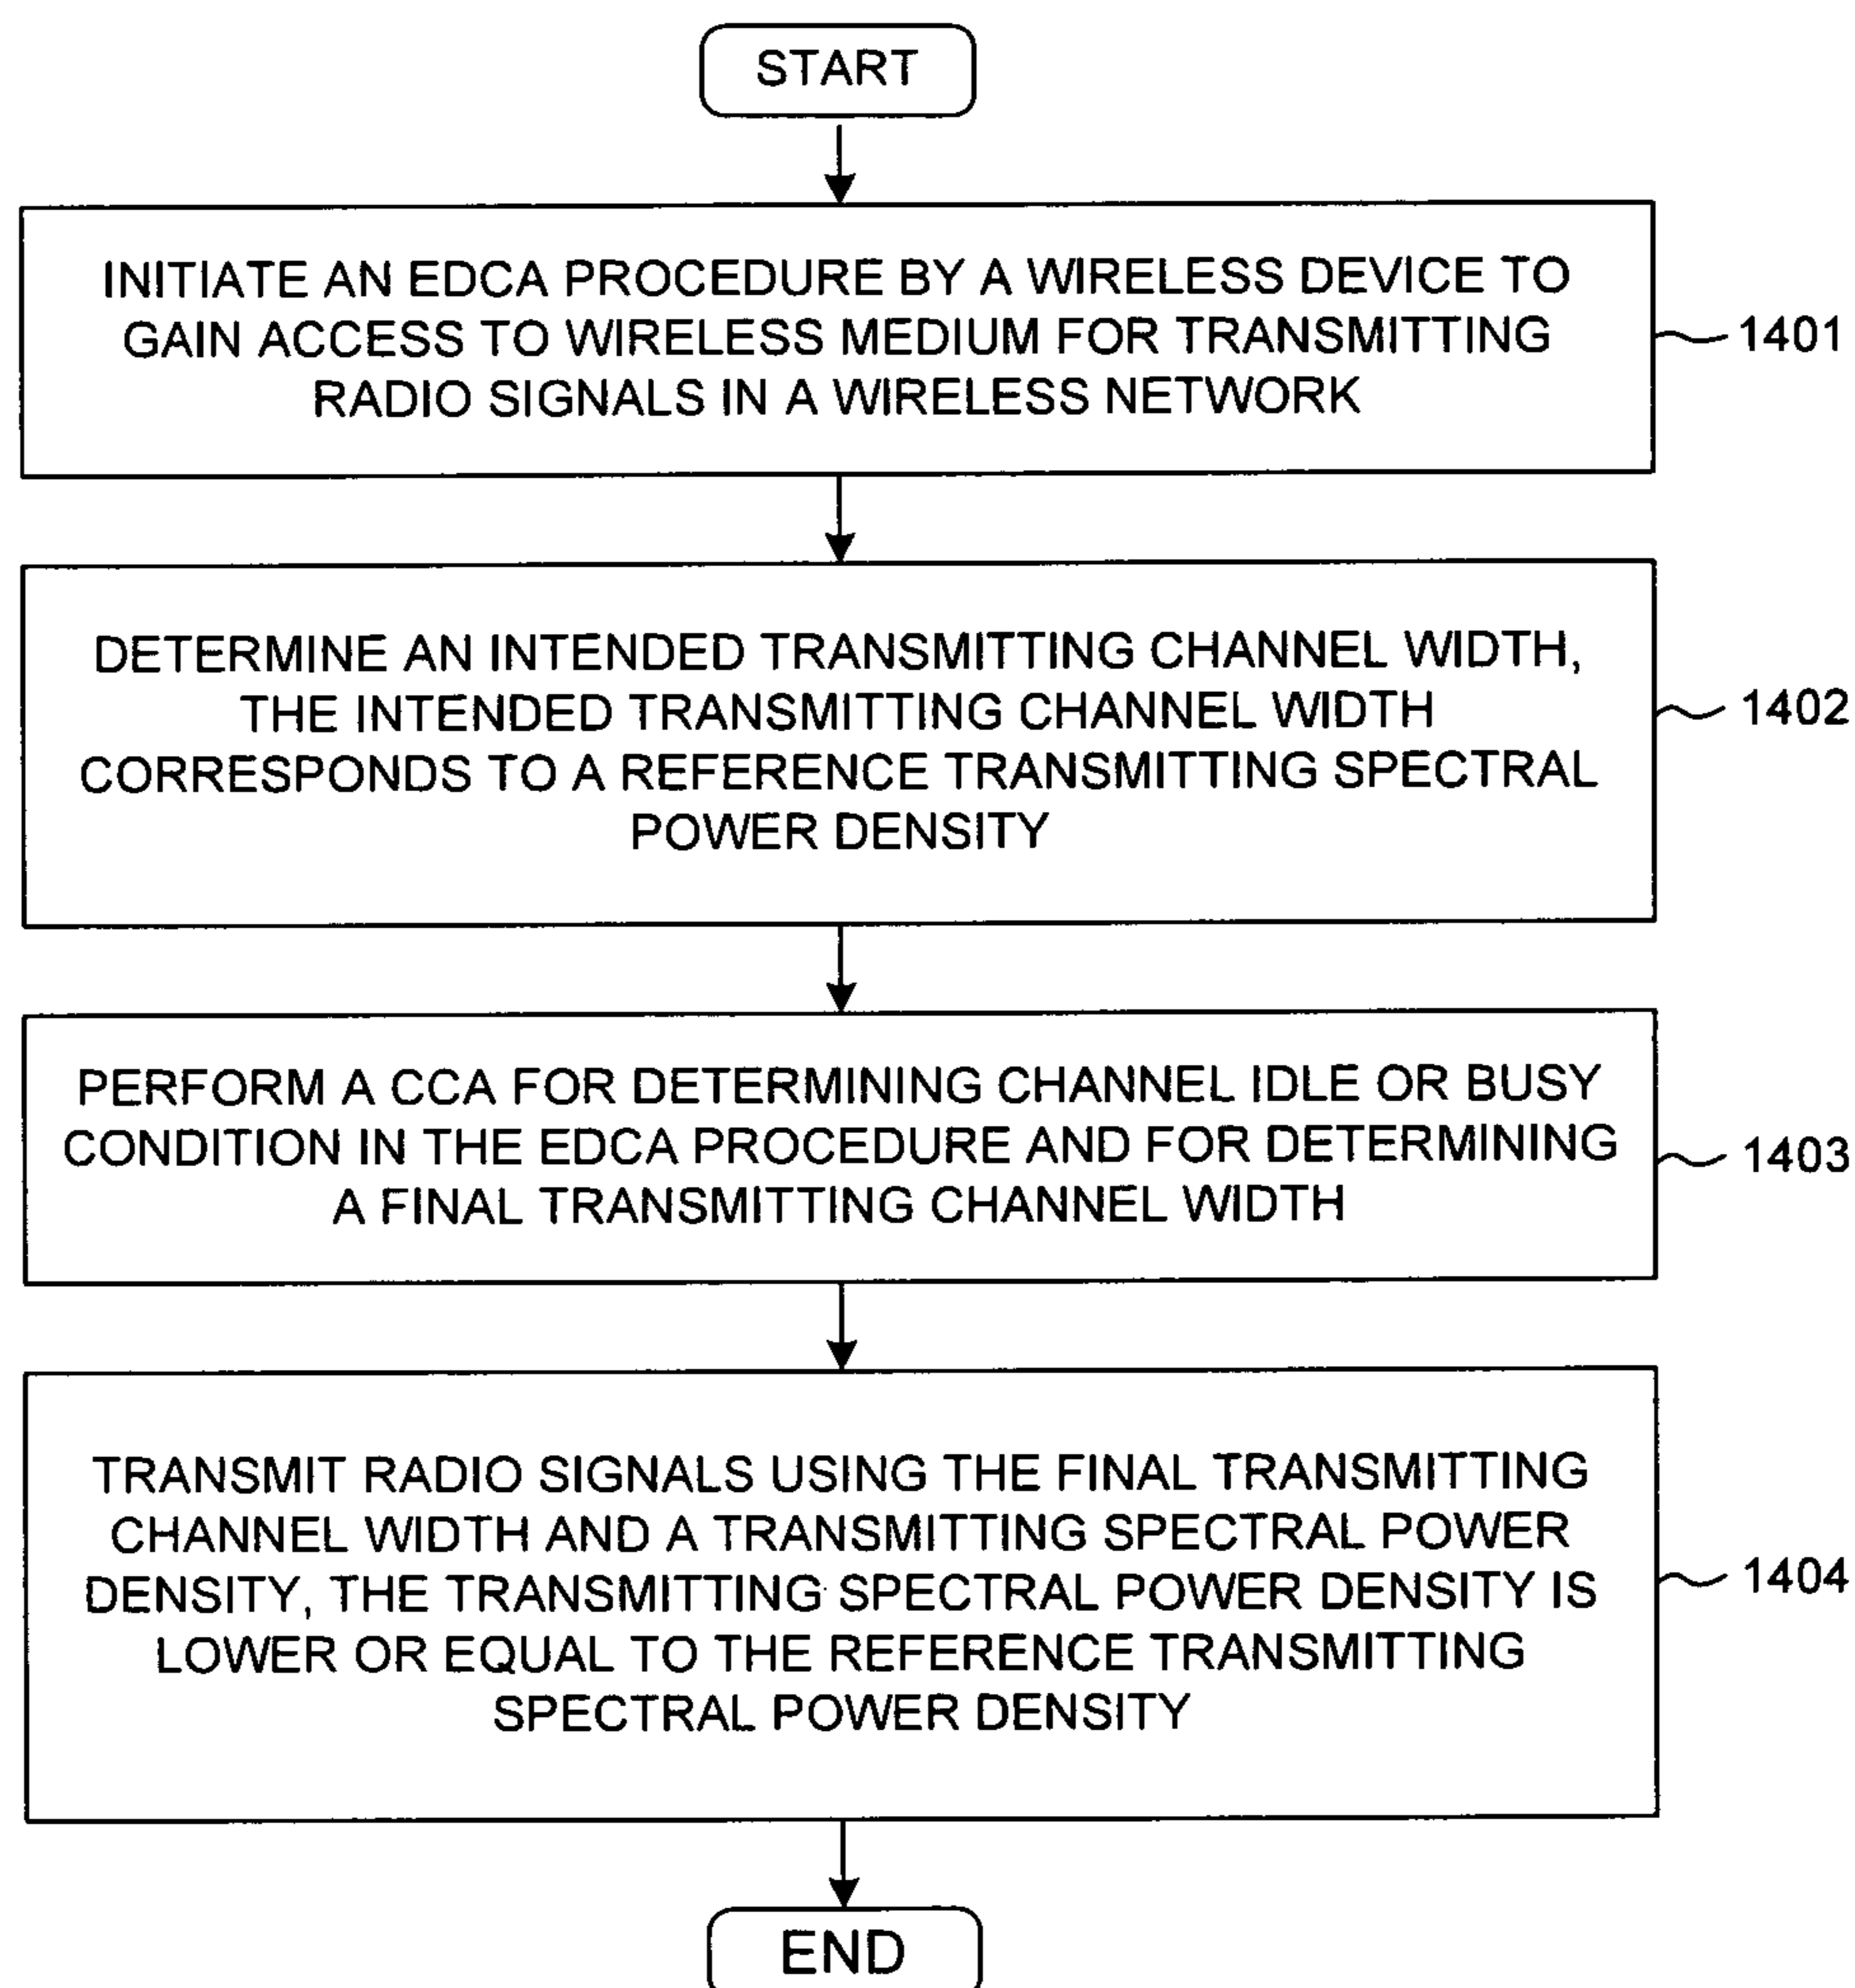 START
INITIATE AN EDCA PROCEDURE BY A WIRELESS DEVICE TO
GAIN ACCESS TO WIRELESS MEDIUM FOR TRANSMITTING
RADIO SIGNALS IN A WIRELESS NETWORK
1401
DETERMINE AN INTENDED TRANSMITTING CHANNEL WIDTH,
THE INTENDED TRANSMITTING CHANNEL WIDTH
CORRESPONDS TO A REFERENCE TRANSMITTING SPECTRAL
POWER DENSITY
1402
PERFORM A CCA FOR DETERMINING CHANNEL IDLE OR BUSY
CONDITION IN THE EDCA PROCEDURE AND FOR DETERMINING
A FINAL TRANSMITTING CHANNEL WIDTH
1403
TRANSMIT RADIO SIGNALS USING THE FINAL TRANSMITTING
CHANNEL WIDTH AND A TRANSMITTING SPECTRAL POWER
DENSITY, THE TRANSMITTING SPECTRAL POWER DENSITY IS
LOWER OR EQUAL TO THE REFERENCE TRANSMITTING
SPECTRAL POWER DENSITY
1404
END